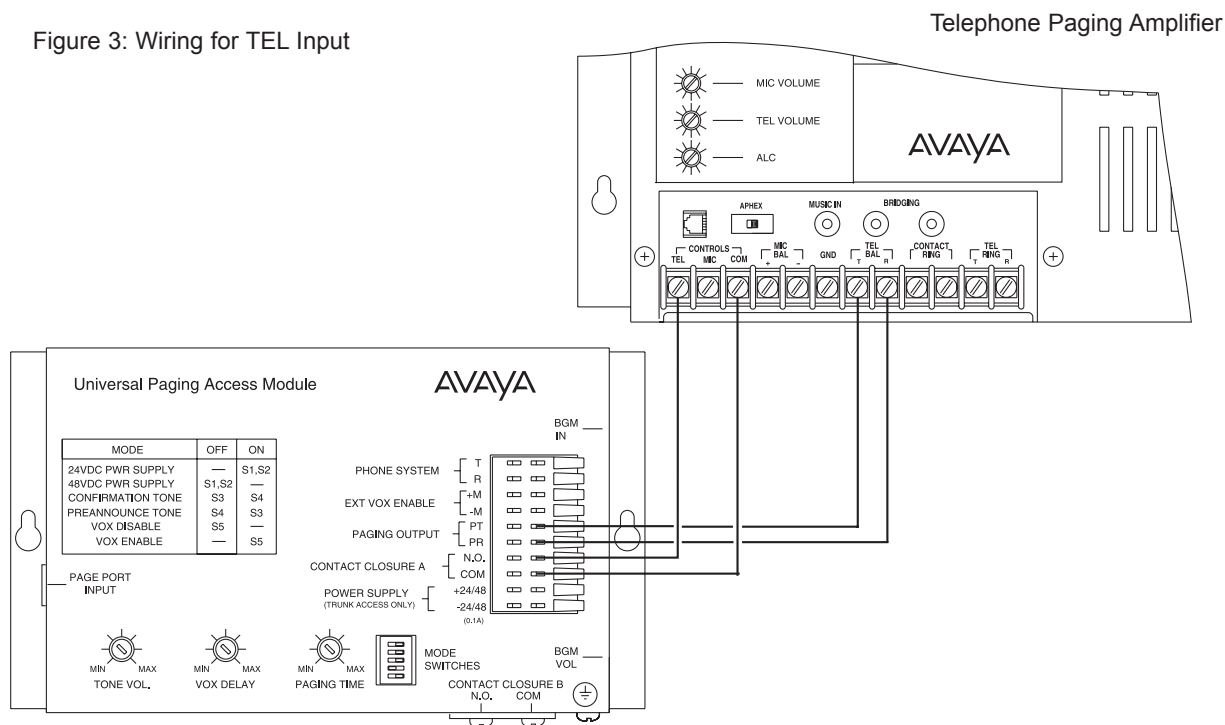 Figure 3: Wiring for TEL Input
Telephone Paging Amplifier
MIC VOLUME
TEL VOLUME
ALC
AVAYA
APHEX
MUSIC IN
BRIDGING
CONTROLS
TEL MIC COM
MIC BAL
+ −
GND
TEL BAL
T R
CONTACT RING
TEL RING
T R
Universal Paging Access Module
AVAYA
BGM IN
MODE OFF ON
24VDC PWR SUPPLY — S1,S2
48VDC PWR SUPPLY S1,S2 —
CONFIRMATION TONE S3 S4
PREANNOUNCE TONE S4 S3
VOX DISABLE S5 —
VOX ENABLE — S5
PHONE SYSTEM
T
R
EXT VOX ENABLE
+M
-M
PAGING OUTPUT
PT
PR
CONTACT CLOSURE A
N.O.
COM
POWER SUPPLY
(TRUNK ACCESS ONLY)
+24/48
-24/48
(0.1A)
PAGE PORT
INPUT
MIN MAX
TONE VOL.
MIN MAX
VOX DELAY
MIN MAX
PAGING TIME
MODE
SWITCHES
BGM
VOL
CONTACT CLOSURE B
N.O. COM